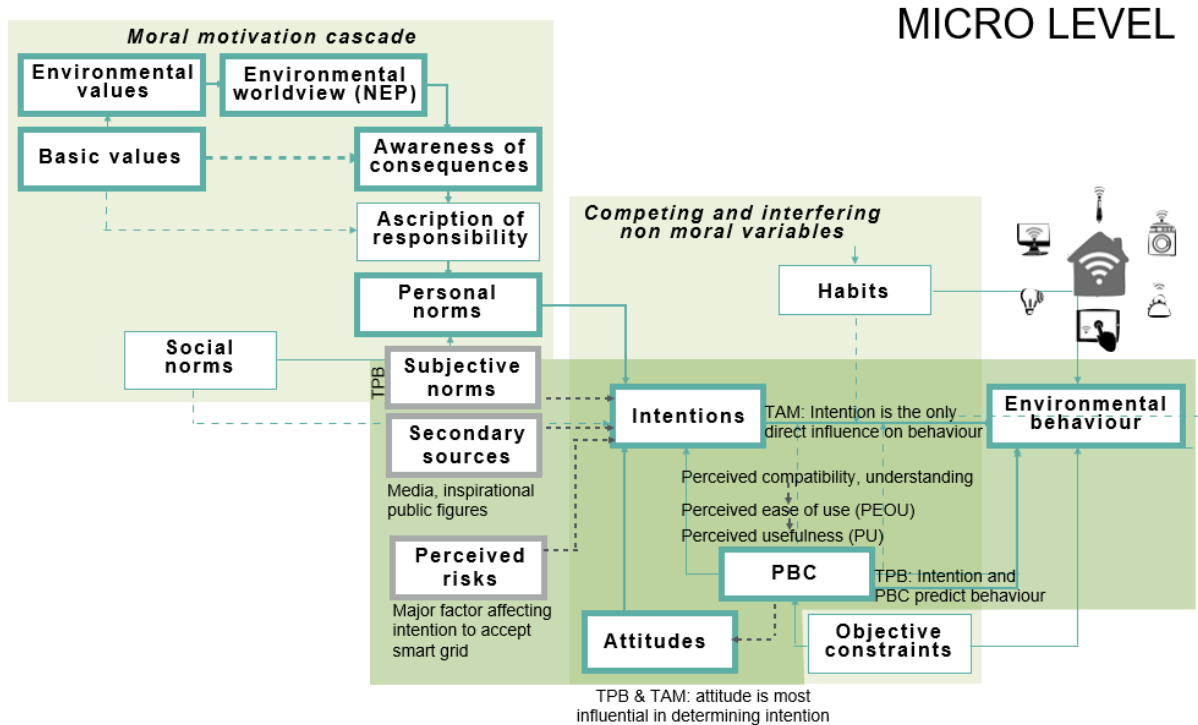 MICRO LEVEL
Moral motivation cascade
Environmental
values
Environmental
worldview (NEP)
Basic values
Awareness of
consequences
Ascription of
responsibility
Personal
norms
Social
norms
TPB
Subjective
norms
Secondary
sources
Media, inspirational
public figures
Perceived
risks
Major factor affecting
intention to accept
smart grid
Competing and interfering
non moral variables
Habits
Intentions
TAM: Intention is the only
direct influence on behaviour
Environmental
behaviour
Perceived compatibility, understanding
Perceived ease of use (PEOU)
Perceived usefulness (PU)
PBC
TPB: Intention and
PBC predict behaviour
Attitudes
Objective
constraints
TPB & TAM: attitude is most
influential in determining intention